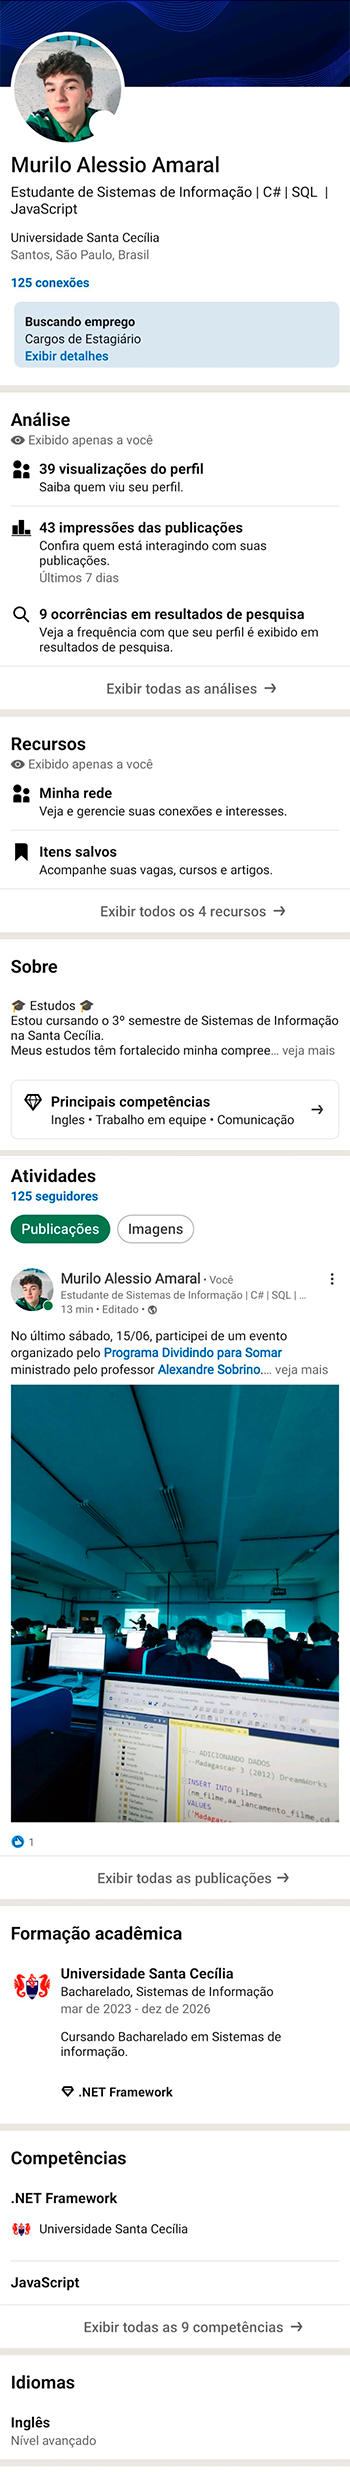 Murilo Alessio Amaral
Estudante de Sistemas de Informação | C# | SQL |
JavaScript
Universidade Santa Cecília
Santos, São Paulo, Brasil
125 conexões
Buscando emprego
Cargos de Estagiário
Exibir detalhes
Análise
Exibido apenas a você
39 visualizações do perfil
Saiba quem viu seu perfil.
43 impressões das publicações
Confira quem está interagindo com suas
publicações.
Últimos 7 dias
9 ocorrências em resultados de pesquisa
Veja a frequência com que seu perfil é exibido em
resultados de pesquisa.
Exibir todas as análises →
Recursos
Exibido apenas a você
Minha rede
Veja e gerencie suas conexões e interesses.
Itens salvos
Acompanhe suas vagas, cursos e artigos.
Exibir todos os 4 recursos →
Sobre
🎓 Estudos 🎓
Estou cursando o 3º semestre de Sistemas de Informação
na Santa Cecília.
Meus estudos têm fortalecido minha compree... veja mais
Principais competências
Ingles • Trabalho em equipe • Comunicação
Atividades
125 seguidores
Publicações
Imagens
Murilo Alessio Amaral • Você
Estudante de Sistemas de Informação | C# | SQL | ...
13 min • Editado •
No último sábado, 15/06, participei de um evento
organizado pelo Programa Dividindo para Somar
ministrado pelo professor Alexandre Sobrino.... veja mais
-- ADICIONANDO DADOS
--Madagascar 3 (2012) DreamWorks
INSERT INTO Filmes
(nm_filme,aa_lancamento_filme,cd
VALUES
('Madagas
1
Exibir todas as publicações →
Formação acadêmica
Universidade Santa Cecília
Bacharelado, Sistemas de Informação
mar de 2023 - dez de 2026
Cursando Bacharelado em Sistemas de
informação.
.NET Framework
Competências
.NET Framework
Universidade Santa Cecília
JavaScript
Exibir todas as 9 competências →
Idiomas
Inglês
Nível avançado